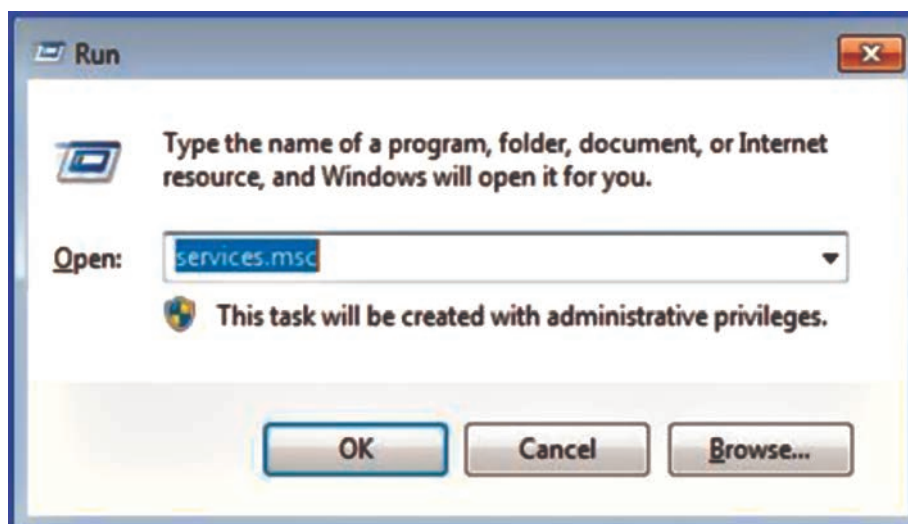 Run
Type the name of a program, folder, document, or Internet
resource, and Windows will open it for you.
Open: services.msc
This task will be created with administrative privileges.
OK Cancel Browse...